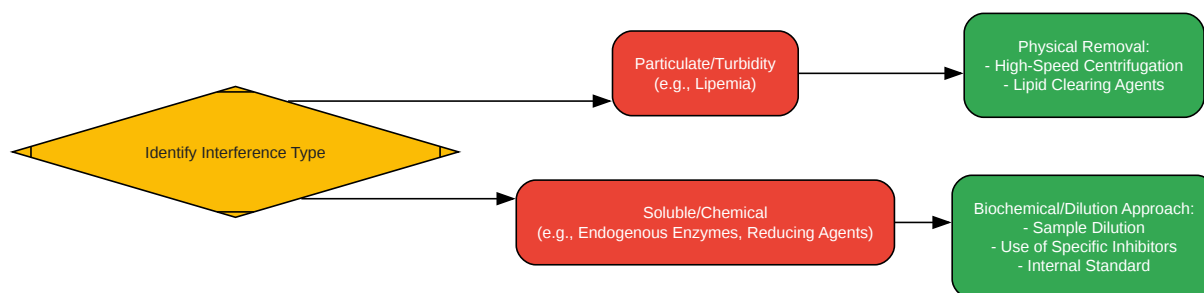 Identify Interference Type
Particulate/Turbidity
(e.g., Lipemia)
Physical Removal:
- High-Speed Centrifugation
- Lipid Clearing Agents
Soluble/Chemical
(e.g., Endogenous Enzymes, Reducing Agents)
Biochemical/Dilution Approach:
- Sample Dilution
- Use of Specific Inhibitors
- Internal Standard